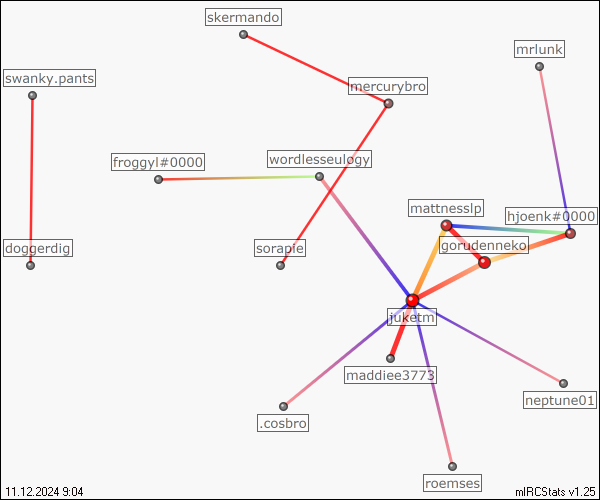 skermando
mrlunk
swanky.pants
mercurybro
froggyl#0000
wordlesseulogy
mattnesslp
hjoenk#0000
doggerdig
sorapie
gorudenneko
juketm
maddiee3773
neptune01
.cosbro
roemses
11.12.2024 9:04
mIRCStats v1.25